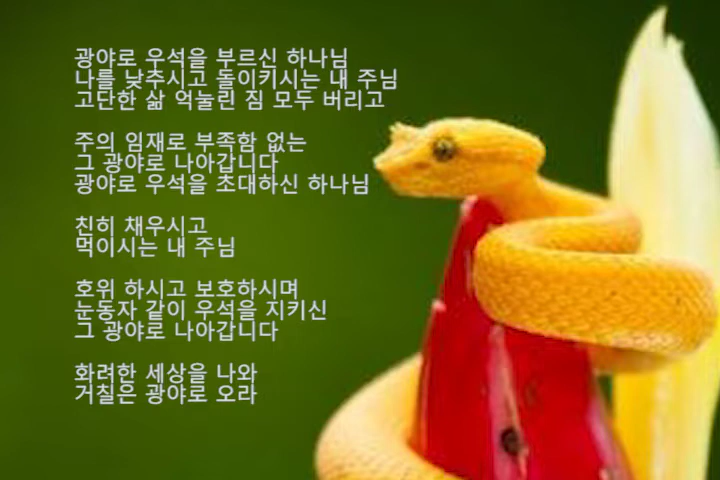 광야로 우석을 부르신 하나님
나를 낮추시고 돌이키시는 내 주님
고단한 삶 억눌린 짐 모두 버리고
주의 임재로 부족함 없는
그 광야로 나아갑니다
광야로 우석을 초대하신 하나님
친히 채우시고
먹이시는 내 주님
호위 하시고 보호하시며
눈동자 같이 우석을 지키신
그 광야로 나아갑니다
화려한 세상을 나와
거칠은 광야로 오라